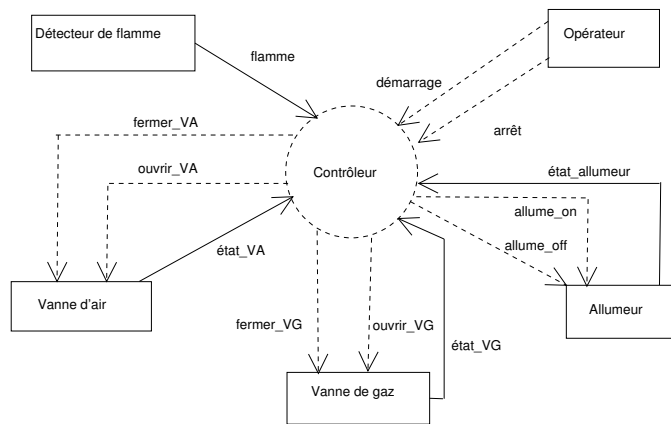 Détecteur de flamme
Opérateur
flamme
démarrage
fermer_VA
arrêt
ouvrir_VA
Contrôleur
état_allumeur
allume_on
état_VA
allume_off
Vanne d'air
Allumeur
fermer_VG
ouvrir_VG
état_VG
Vanne de gaz